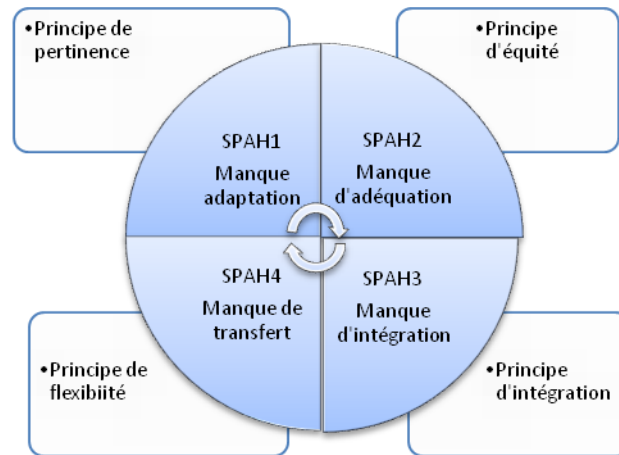 •Principe de
pertinence
•Principe
d'équité
SPAH1
Manque
adaptation
SPAH2
Manque
d'adéquation
SPAH4
Manque de
transfert
SPAH3
Manque
d'intégration
•Principe de
flexibiité
•Principe
d'intégration